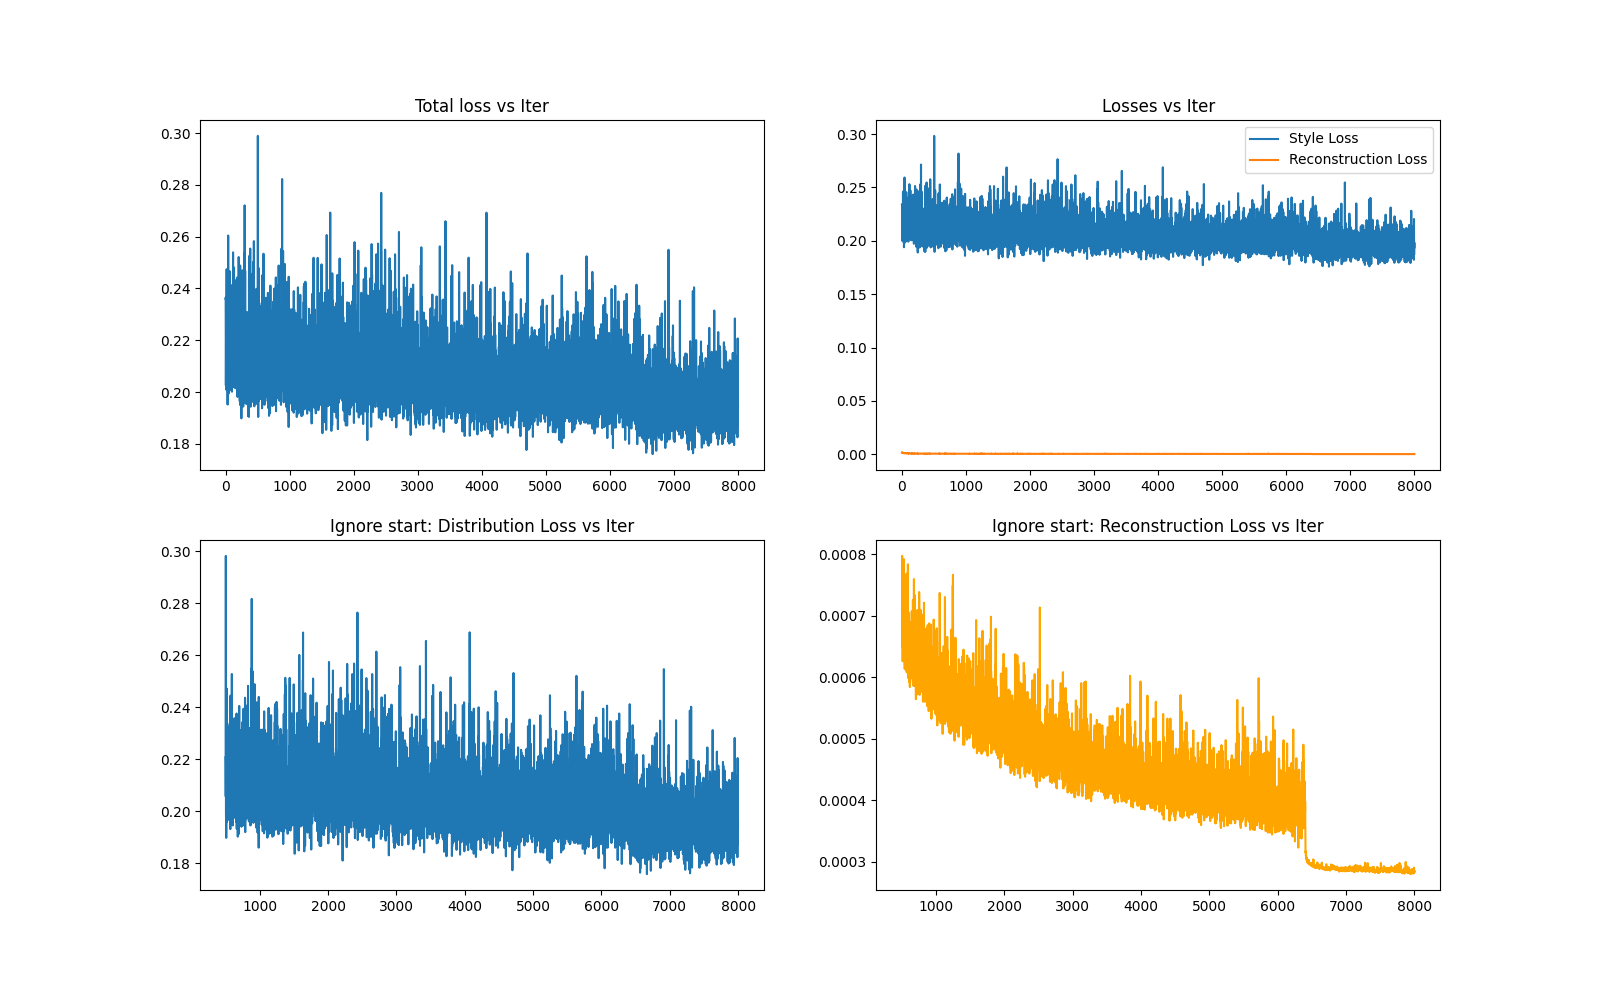 Total loss vs Iter
0.30
0.28
0.26
0.24
0.22
0.20
0.18
0 1000 2000 3000 4000 5000 6000 7000 8000
Losses vs Iter
Style Loss
Reconstruction Loss
0.30
0.25
0.20
0.15
0.10
0.05
0.00
0 1000 2000 3000 4000 5000 6000 7000 8000
Ignore start: Distribution Loss vs Iter
0.30
0.28
0.26
0.24
0.22
0.20
0.18
1000 2000 3000 4000 5000 6000 7000 8000
Ignore start: Reconstruction Loss vs Iter
0.0008
0.0007
0.0006
0.0005
0.0004
0.0003
1000 2000 3000 4000 5000 6000 7000 8000